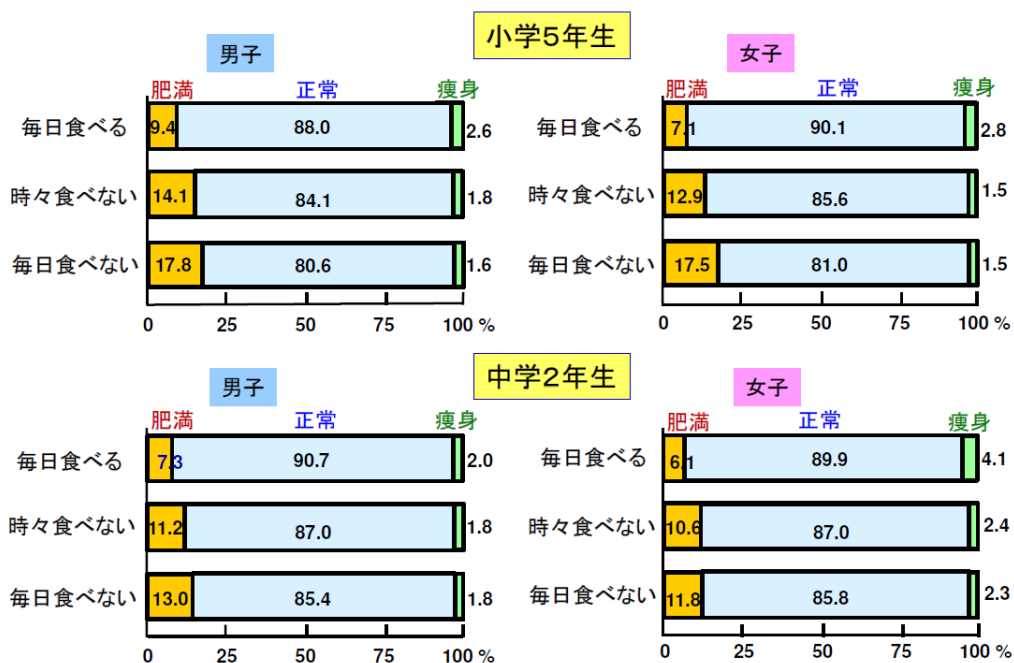 小学5年生
男子
肥満 正常 痩身
毎日食べる 9.4 88.0 2.6
時々食べない 14.1 84.1 1.8
毎日食べない 17.8 80.6 1.6
0 25 50 75 100 %
女子
肥満 正常 痩身
毎日食べる 7.1 90.1 2.8
時々食べない 12.9 85.6 1.5
毎日食べない 17.5 81.0 1.5
0 25 50 75 100 %
中学2年生
男子
肥満 正常 痩身
毎日食べる 7.3 90.7 2.0
時々食べない 11.2 87.0 1.8
毎日食べない 13.0 85.4 1.8
0 25 50 75 100 %
女子
肥満 正常 痩身
毎日食べる 6.1 89.9 4.1
時々食べない 10.6 87.0 2.4
毎日食べない 11.8 85.8 2.3
0 25 50 75 100 %